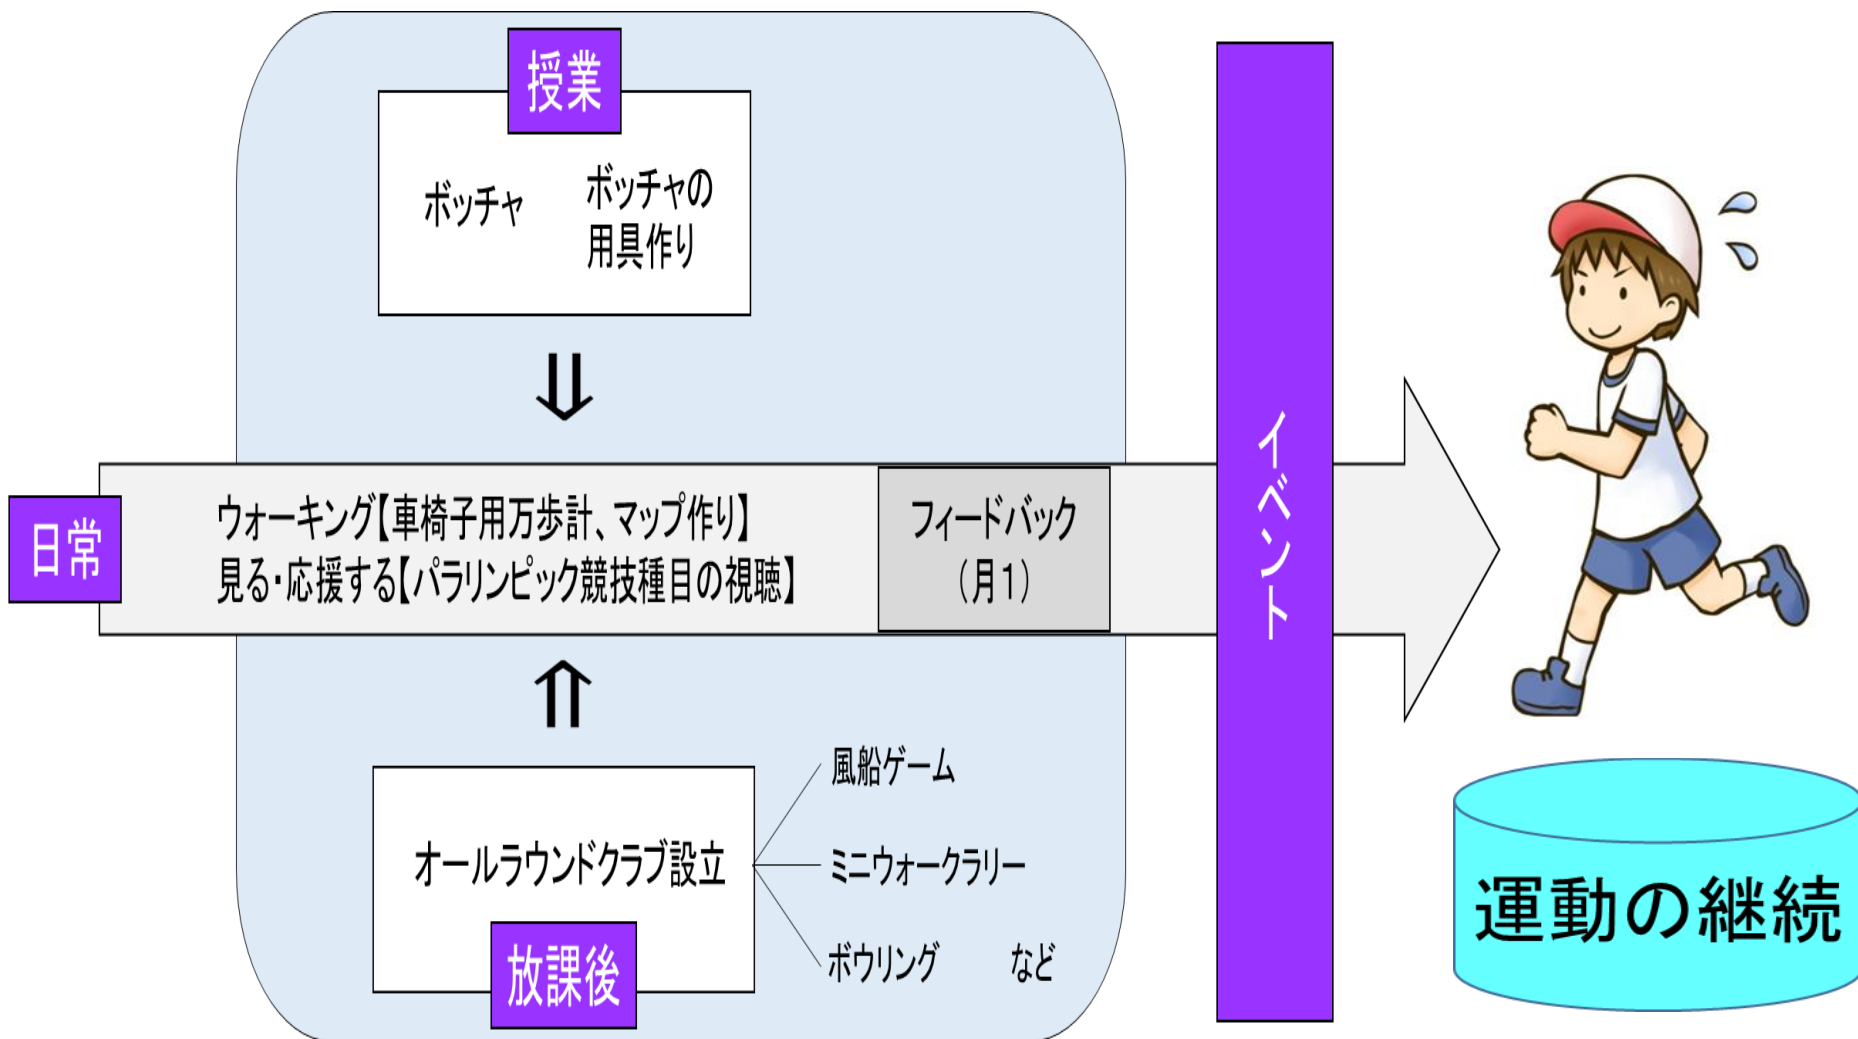 授業
ボッチャ
ボッチャの
用具作り
日常
ウォーキング【車椅子用万歩計、マップ作り】
見る・応援する【パラリンピック競技種目の視聴】
フィードバック
（月１）
イベント
オールラウンドクラブ設立
放課後
風船ゲーム
ミニウォークラリー
ボウリング　　など
運動の継続